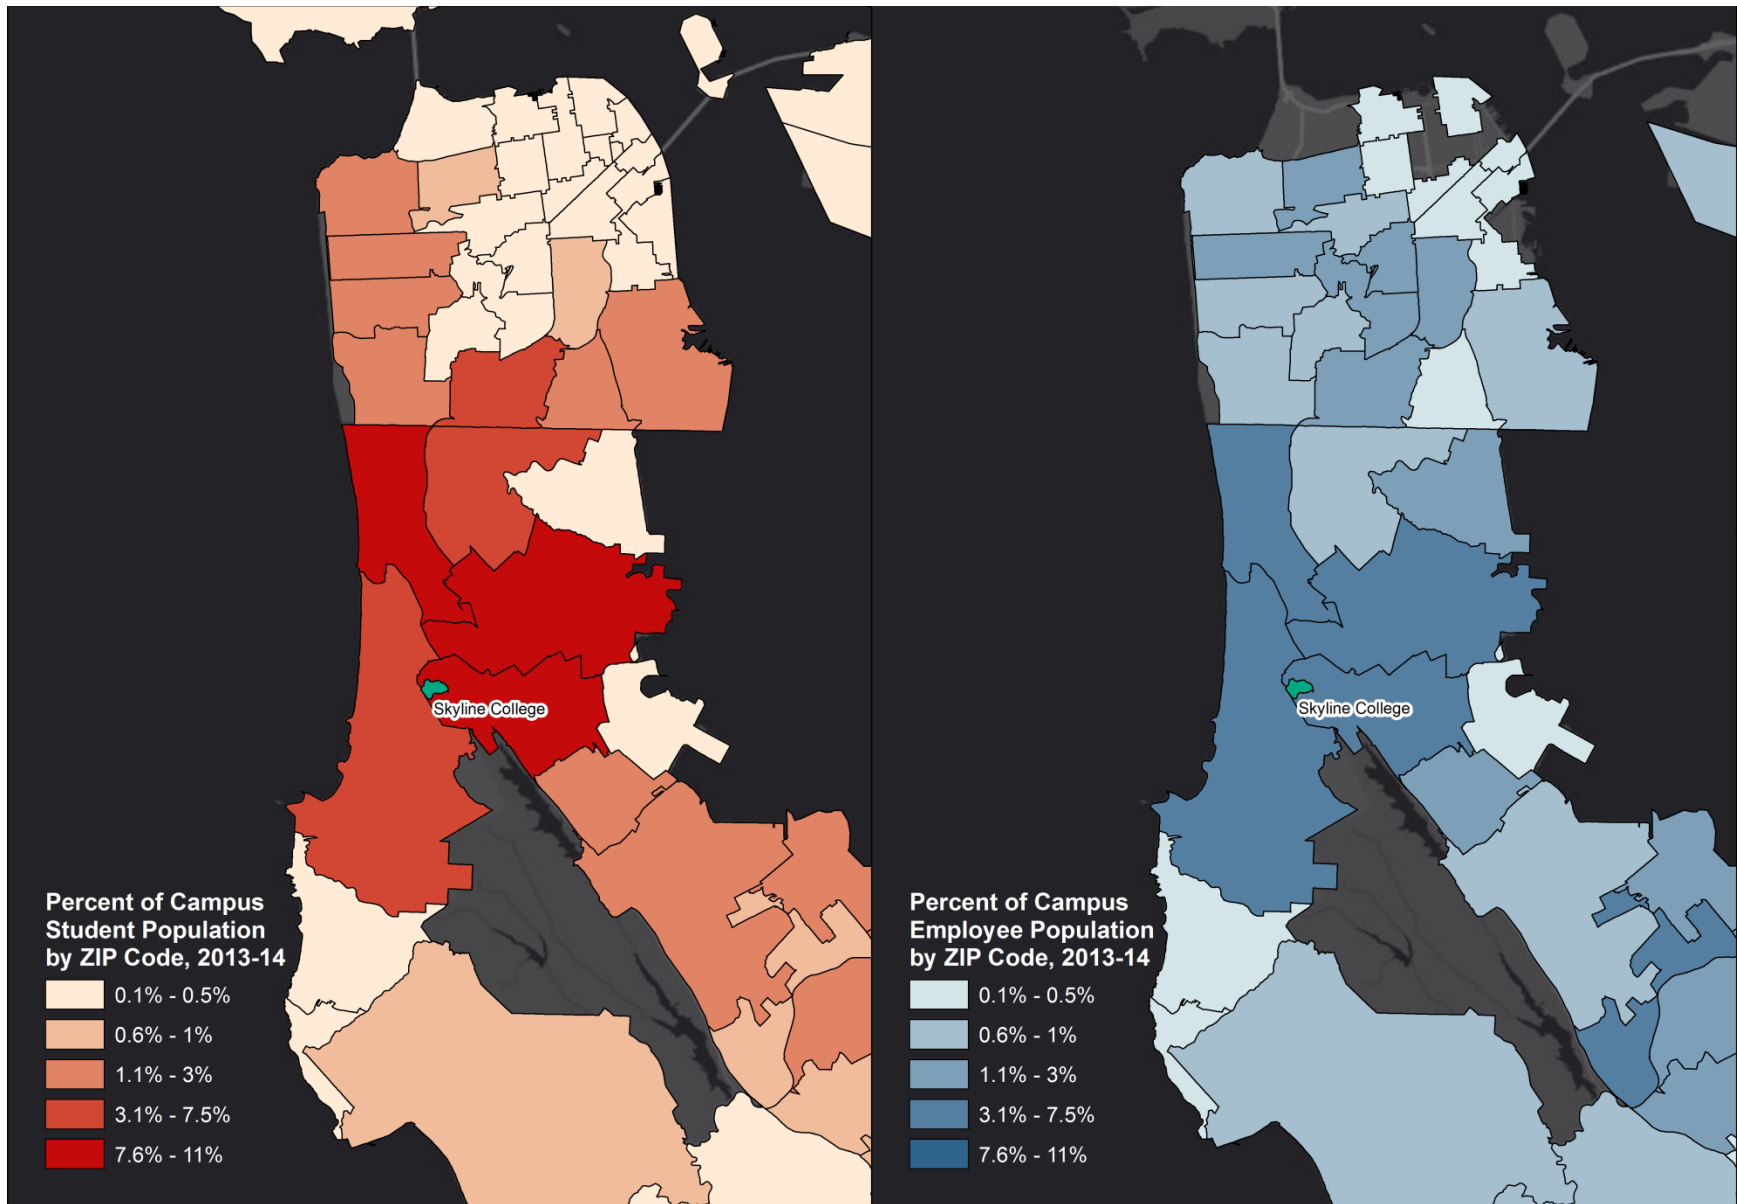 Skyline College
Percent of Campus
Student Population
by ZIP Code, 2013-14
0.1% - 0.5%
0.6% - 1%
1.1% - 3%
3.1% - 7.5%
7.6% - 11%
Skyline College
Percent of Campus
Employee Population
by ZIP Code, 2013-14
0.1% - 0.5%
0.6% - 1%
1.1% - 3%
3.1% - 7.5%
7.6% - 11%